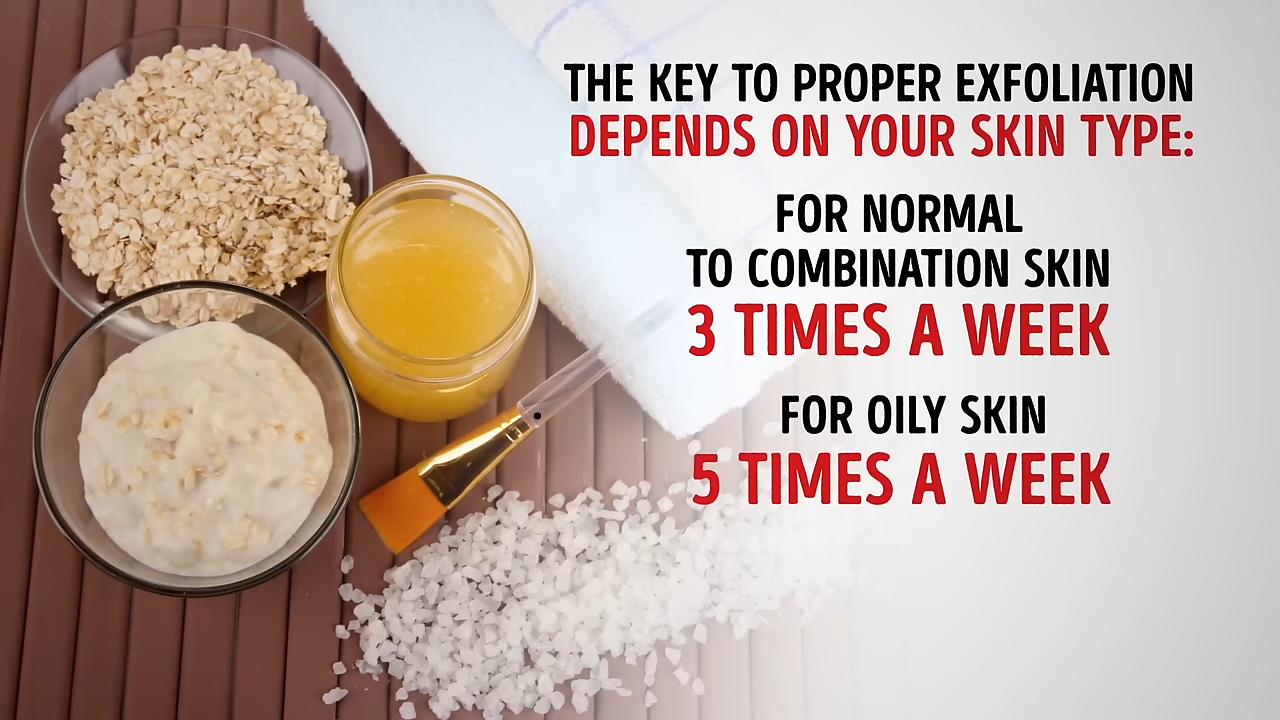 THE KEY TO PROPER EXFOLIATION
DEPENDS ON YOUR SKIN TYPE:
FOR NORMAL
TO COMBINATION SKIN
3 TIMES A WEEK
FOR OILY SKIN
5 TIMES A WEEK